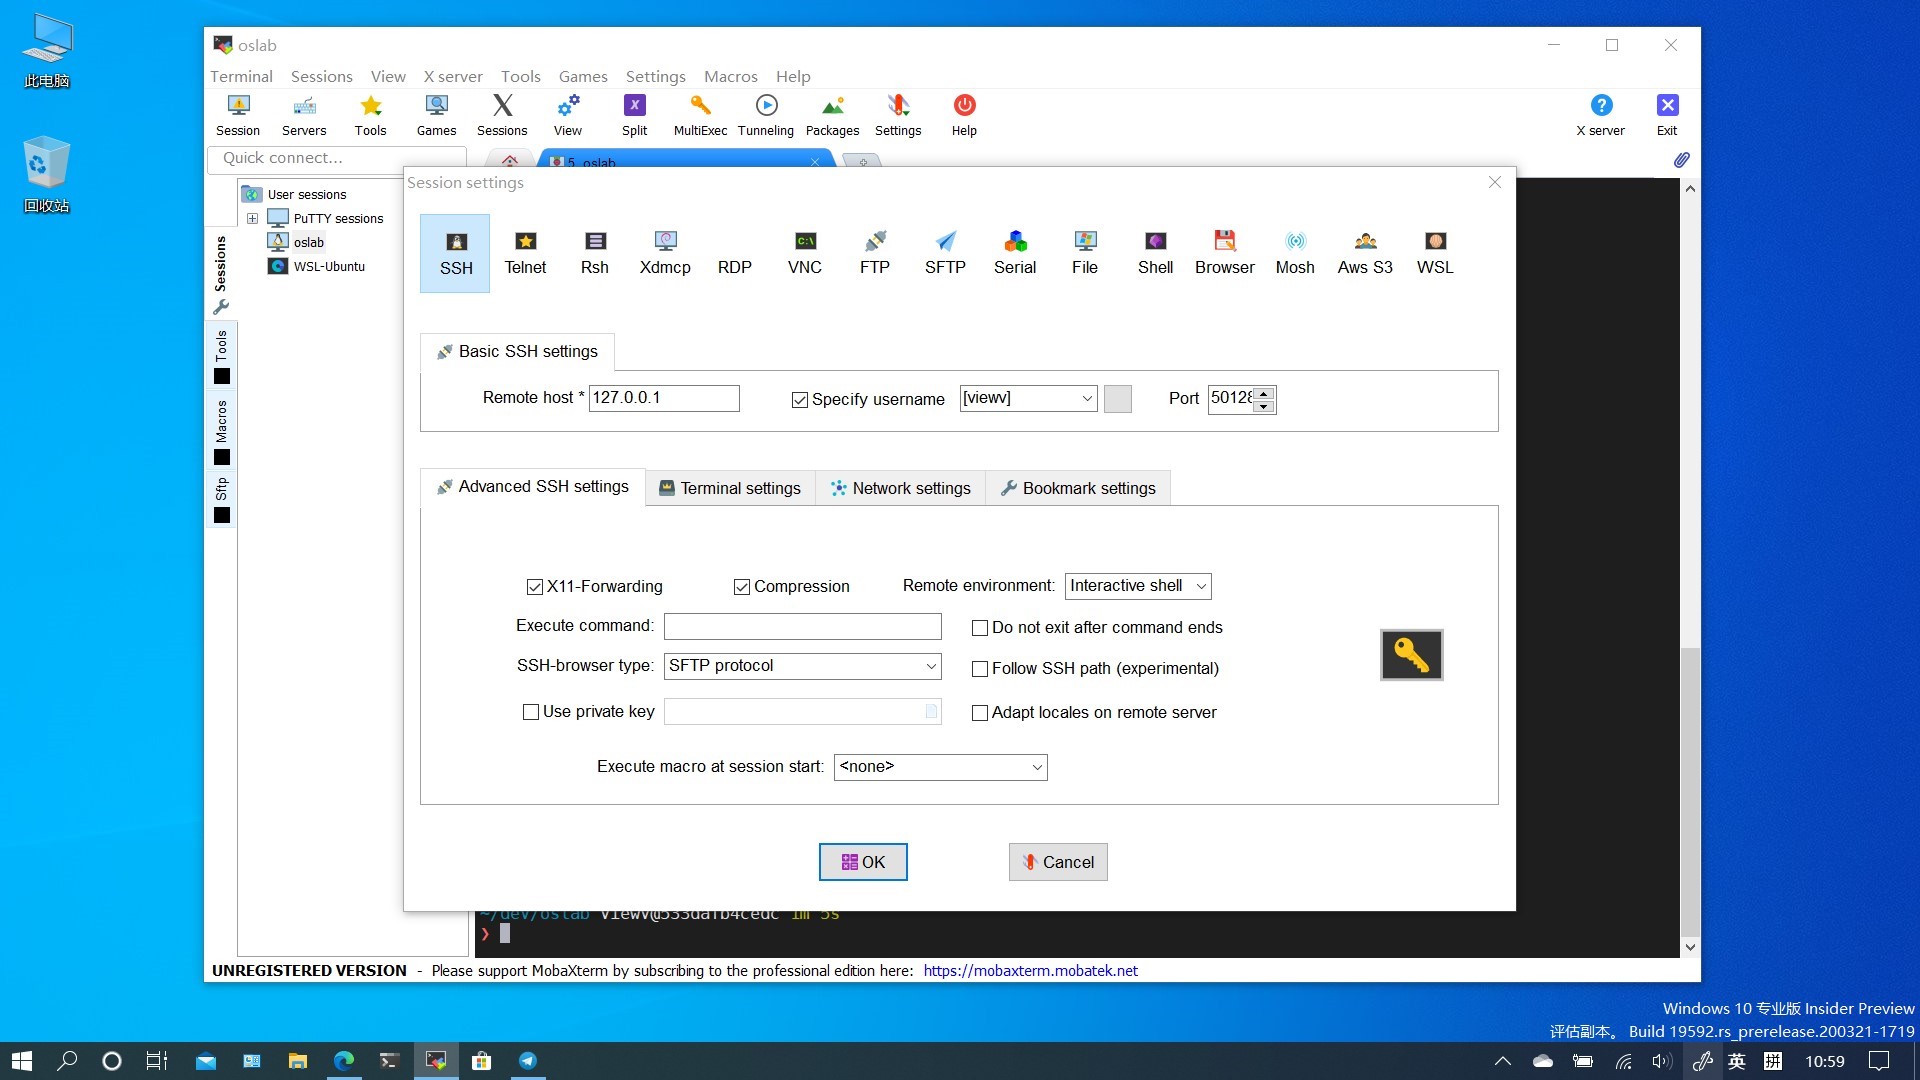 此电脑
回收站
oslab
Terminal Sessions View X server Tools Games Settings Macros Help
Session Servers Tools Games Sessions View Split MultiExec Tunneling Packages Settings Help X server Exit
Quick connect...
5. oslab
User sessions
PuTTY sessions
oslab
WSL-Ubuntu
Sessions
Tools
Macros
Sftp
Session settings
SSH Telnet Rsh Xdmcp RDP VNC FTP SFTP Serial File Shell Browser Mosh Aws S3 WSL
Basic SSH settings
Remote host * 127.0.0.1 Specify username [viewv] Port 50128
Advanced SSH settings Terminal settings Network settings Bookmark settings
X11-Forwarding Compression Remote environment: Interactive shell
Execute command: Do not exit after command ends
SSH-browser type: SFTP protocol Follow SSH path (experimental)
Use private key Adapt locales on remote server
Execute macro at session start: <none>
OK Cancel
~/dev/oslab viewv@533dafb4cedc 1m 5s
❯
UNREGISTERED VERSION - Please support MobaXterm by subscribing to the professional edition here: https://mobaxterm.mobatek.net
Windows 10 专业版 Insider Preview
评估副本。 Build 19592.rs_prerelease.200321-1719
英 拼 10:59